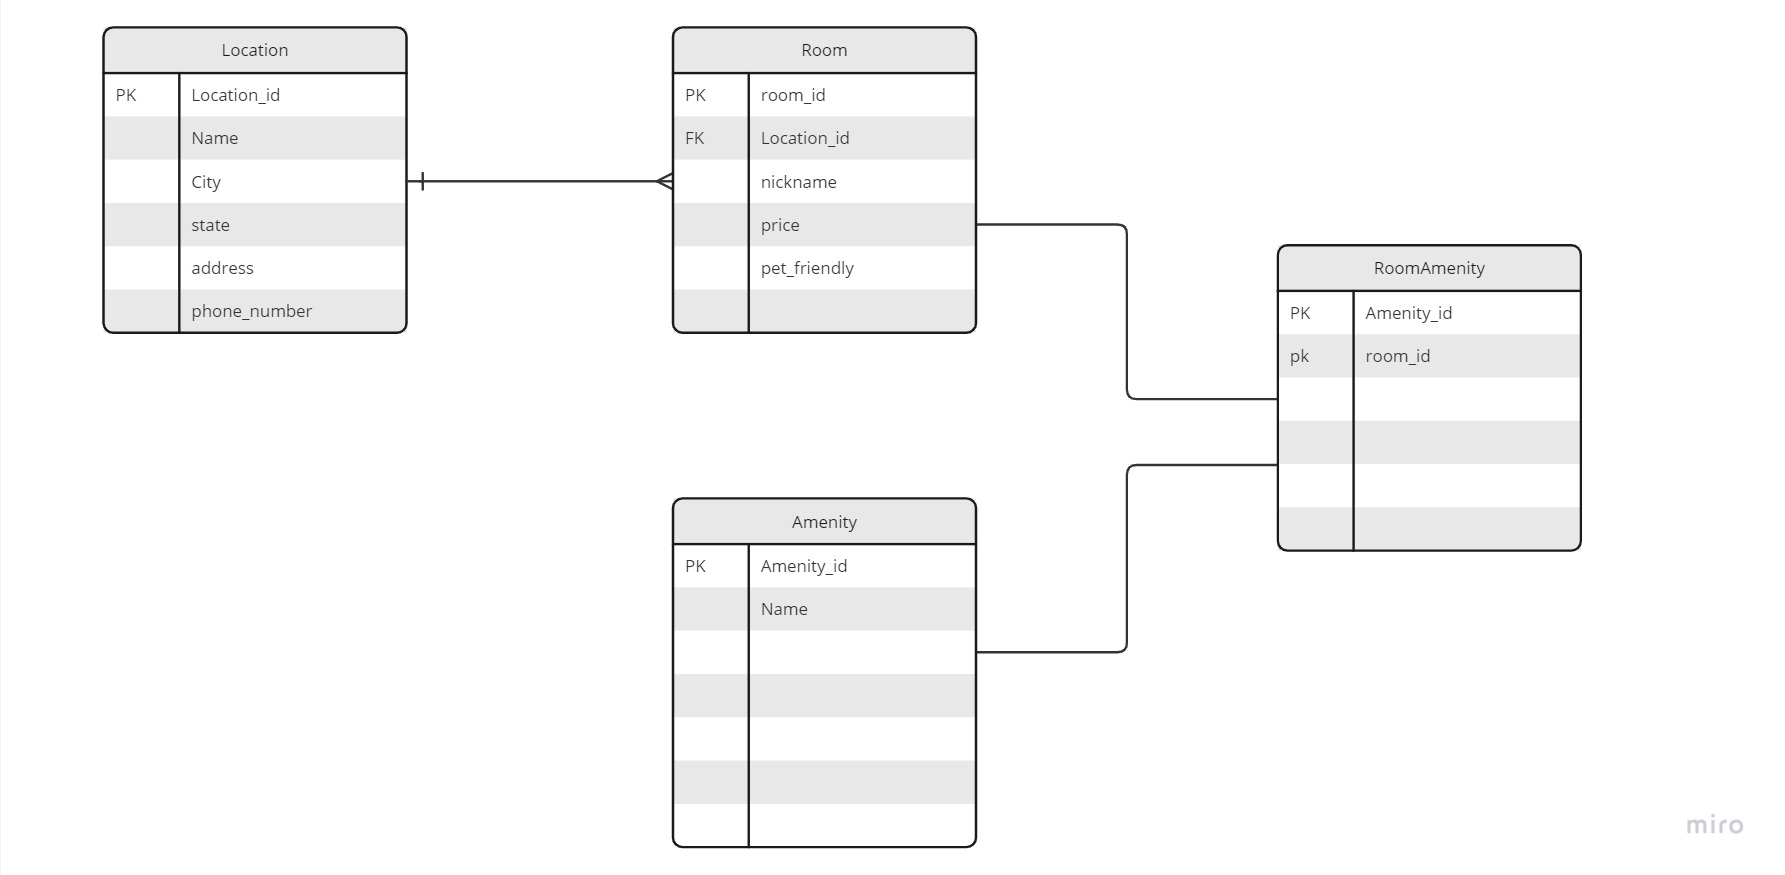 Location
PK Location_id
Name
City
state
address
phone_number
Room
PK room_id
FK Location_id
nickname
price
pet_friendly
RoomAmenity
PK Amenity_id
pk room_id
Amenity
PK Amenity_id
Name
miro